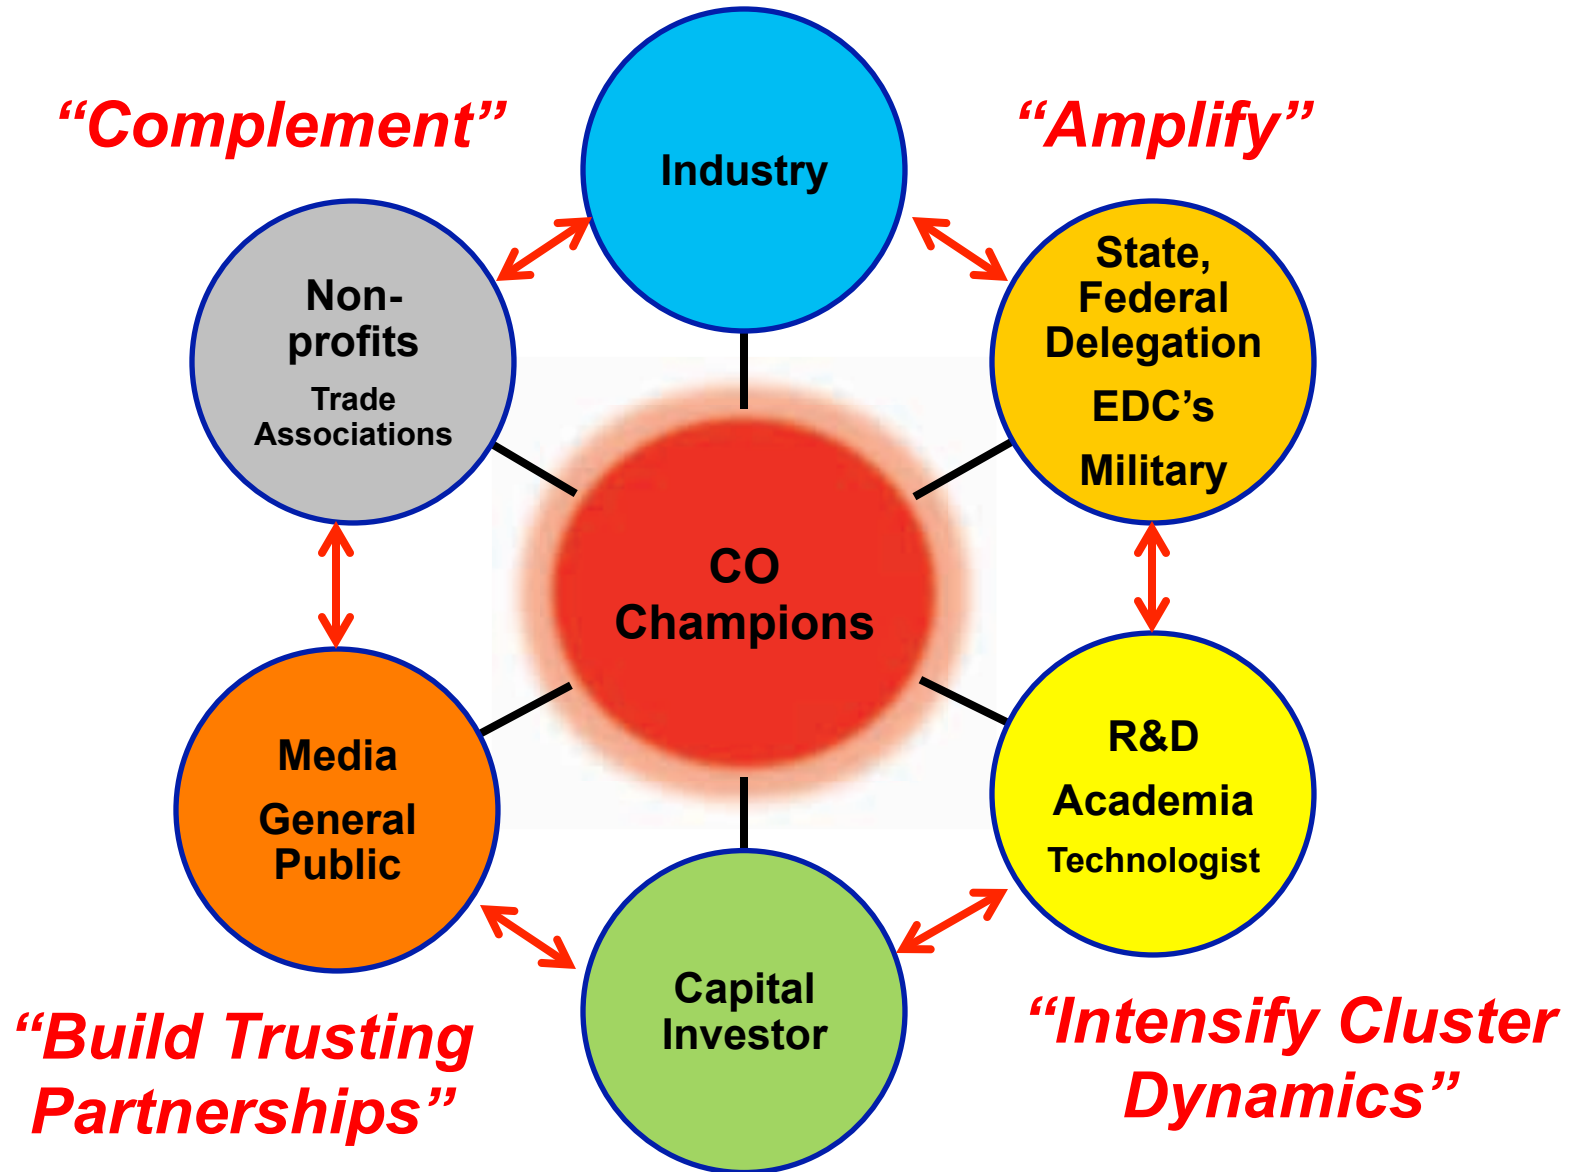 “Complement”
“Amplify”
Industry
Non-
profits
Trade
Associations
State,
Federal
Delegation
EDC’s
Military
CO
Champions
Media
General
Public
R&D
Academia
Technologist
Capital
Investor
“Build Trusting
Partnerships”
“Intensify Cluster
Dynamics”